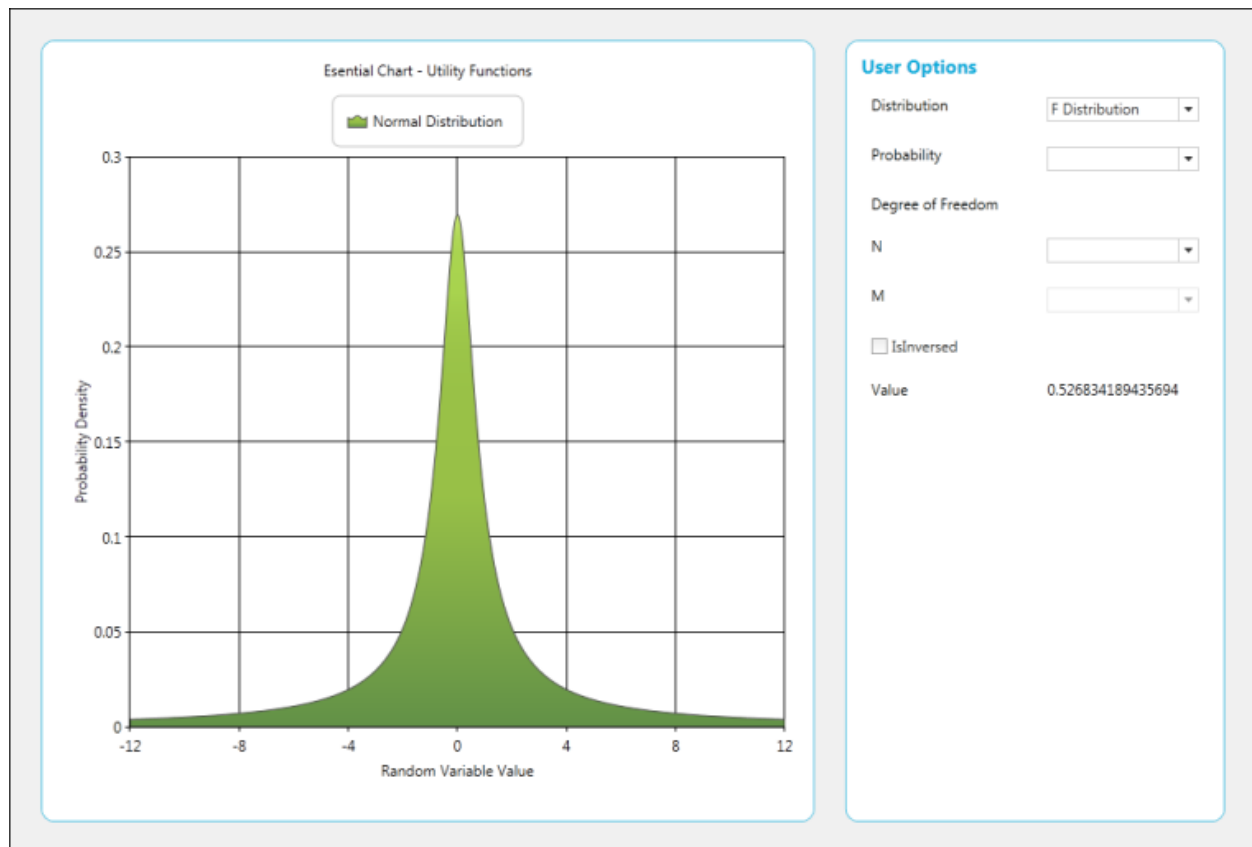 Esential Chart - Utility Functions
Normal Distribution
0.3
0.25
0.2
0.15
0.1
0.05
0
Probability Density
-12 -8 -4 0 4 8 12
Random Variable Value
User Options
Distribution F Distribution
Probability
Degree of Freedom
N
M
IsInversed
Value 0.526834189435694